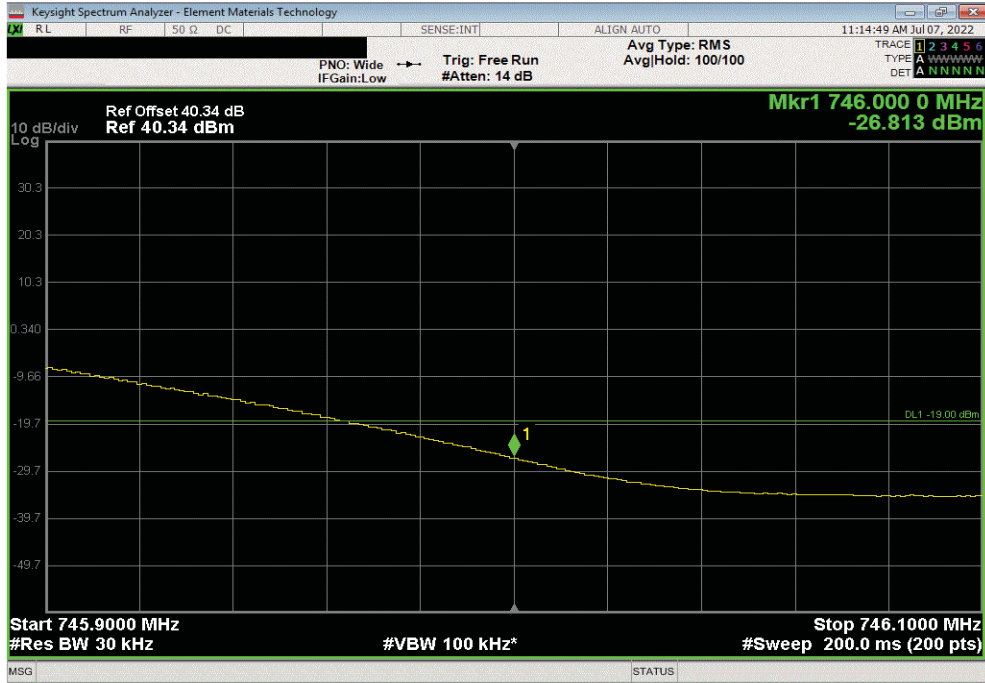 Keysight Spectrum Analyzer - Element Materials Technology
LXI RL RF 50 Ω DC SENSE:INT ALIGN AUTO 11:14:49 AM Jul 07, 2022
PNO: Wide Trig: Free Run Avg Type: RMS TRACE 1 2 3 4 5 6
IFGain:Low #Atten: 14 dB Avg|Hold: 100/100 TYPE A WWWWW
DET A N N N N N
Mkr1 746.000 0 MHz
-26.813 dBm
Ref Offset 40.34 dB
10 dB/div Ref 40.34 dBm
Log
30.3
20.3
10.3
0.340
-9.66
DL1 -19.00 dBm
-19.7
1
-29.7
-39.7
-49.7
Start 745.9000 MHz Stop 746.1000 MHz
#Res BW 30 kHz #VBW 100 kHz* #Sweep 200.0 ms (200 pts)
MSG STATUS